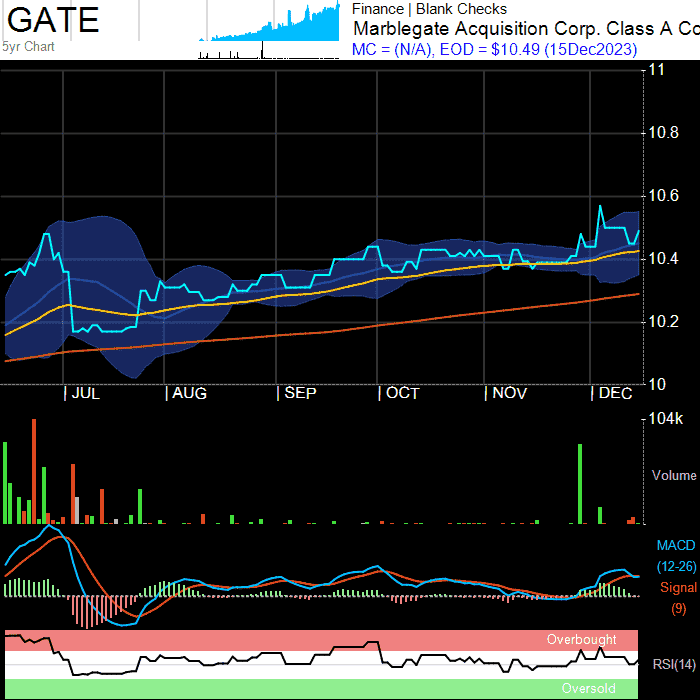 GATE
5yr Chart
Finance | Blank Checks
Marblegate Acquisition Corp. Class A Co
MC = (N/A), EOD = $10.49 (15Dec2023)
11
10.8
10.6
10.4
10.2
10
JUL AUG SEP OCT NOV DEC
104k
Volume
MACD
(12-26)
Signal
(9)
Overbought
RSI(14)
Oversold